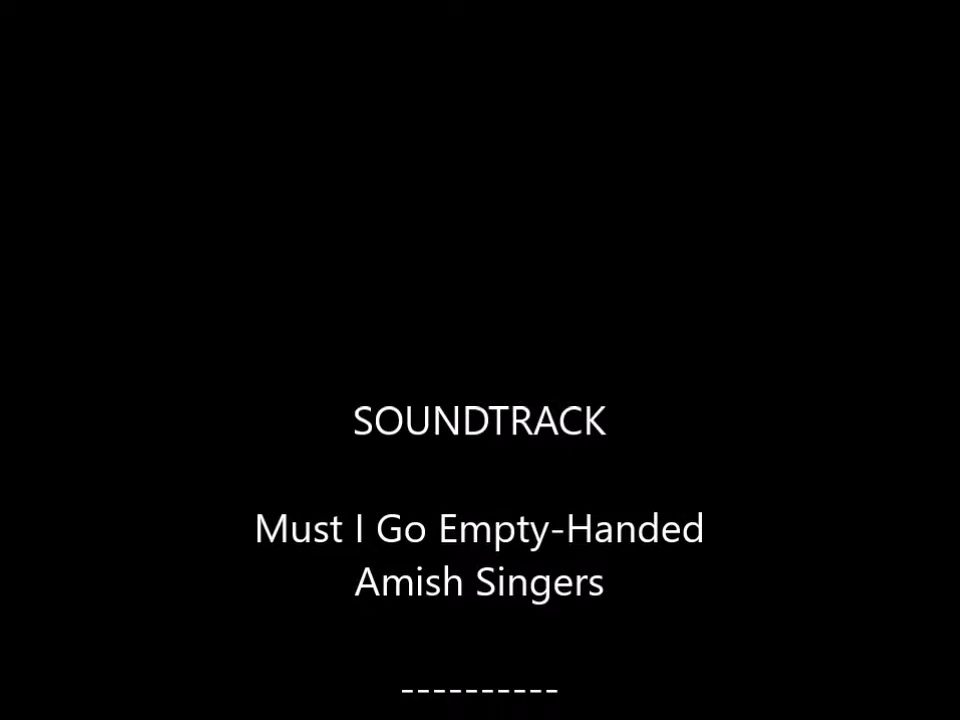 SOUNDTRACK
Must I Go Empty-Handed
Amish Singers
----------